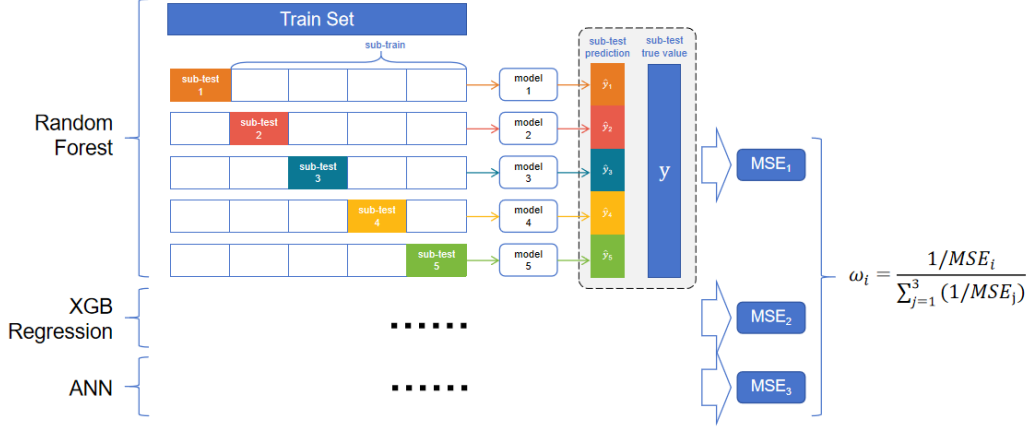 Train Set
sub-train
Random
Forest
sub-test
1
sub-test
2
sub-test
3
sub-test
4
sub-test
5
model
1
model
2
model
3
model
4
model
5
sub-test
prediction
ŷ₁
ŷ₂
ŷ₃
ŷ₄
ŷ₅
sub-test
true value
y
MSE₁
XGB
Regression
......
MSE₂
ANN
......
MSE₃
ωᵢ = 1/MSEᵢ / ∑³ⱼ₌₁ (1/MSEⱼ)